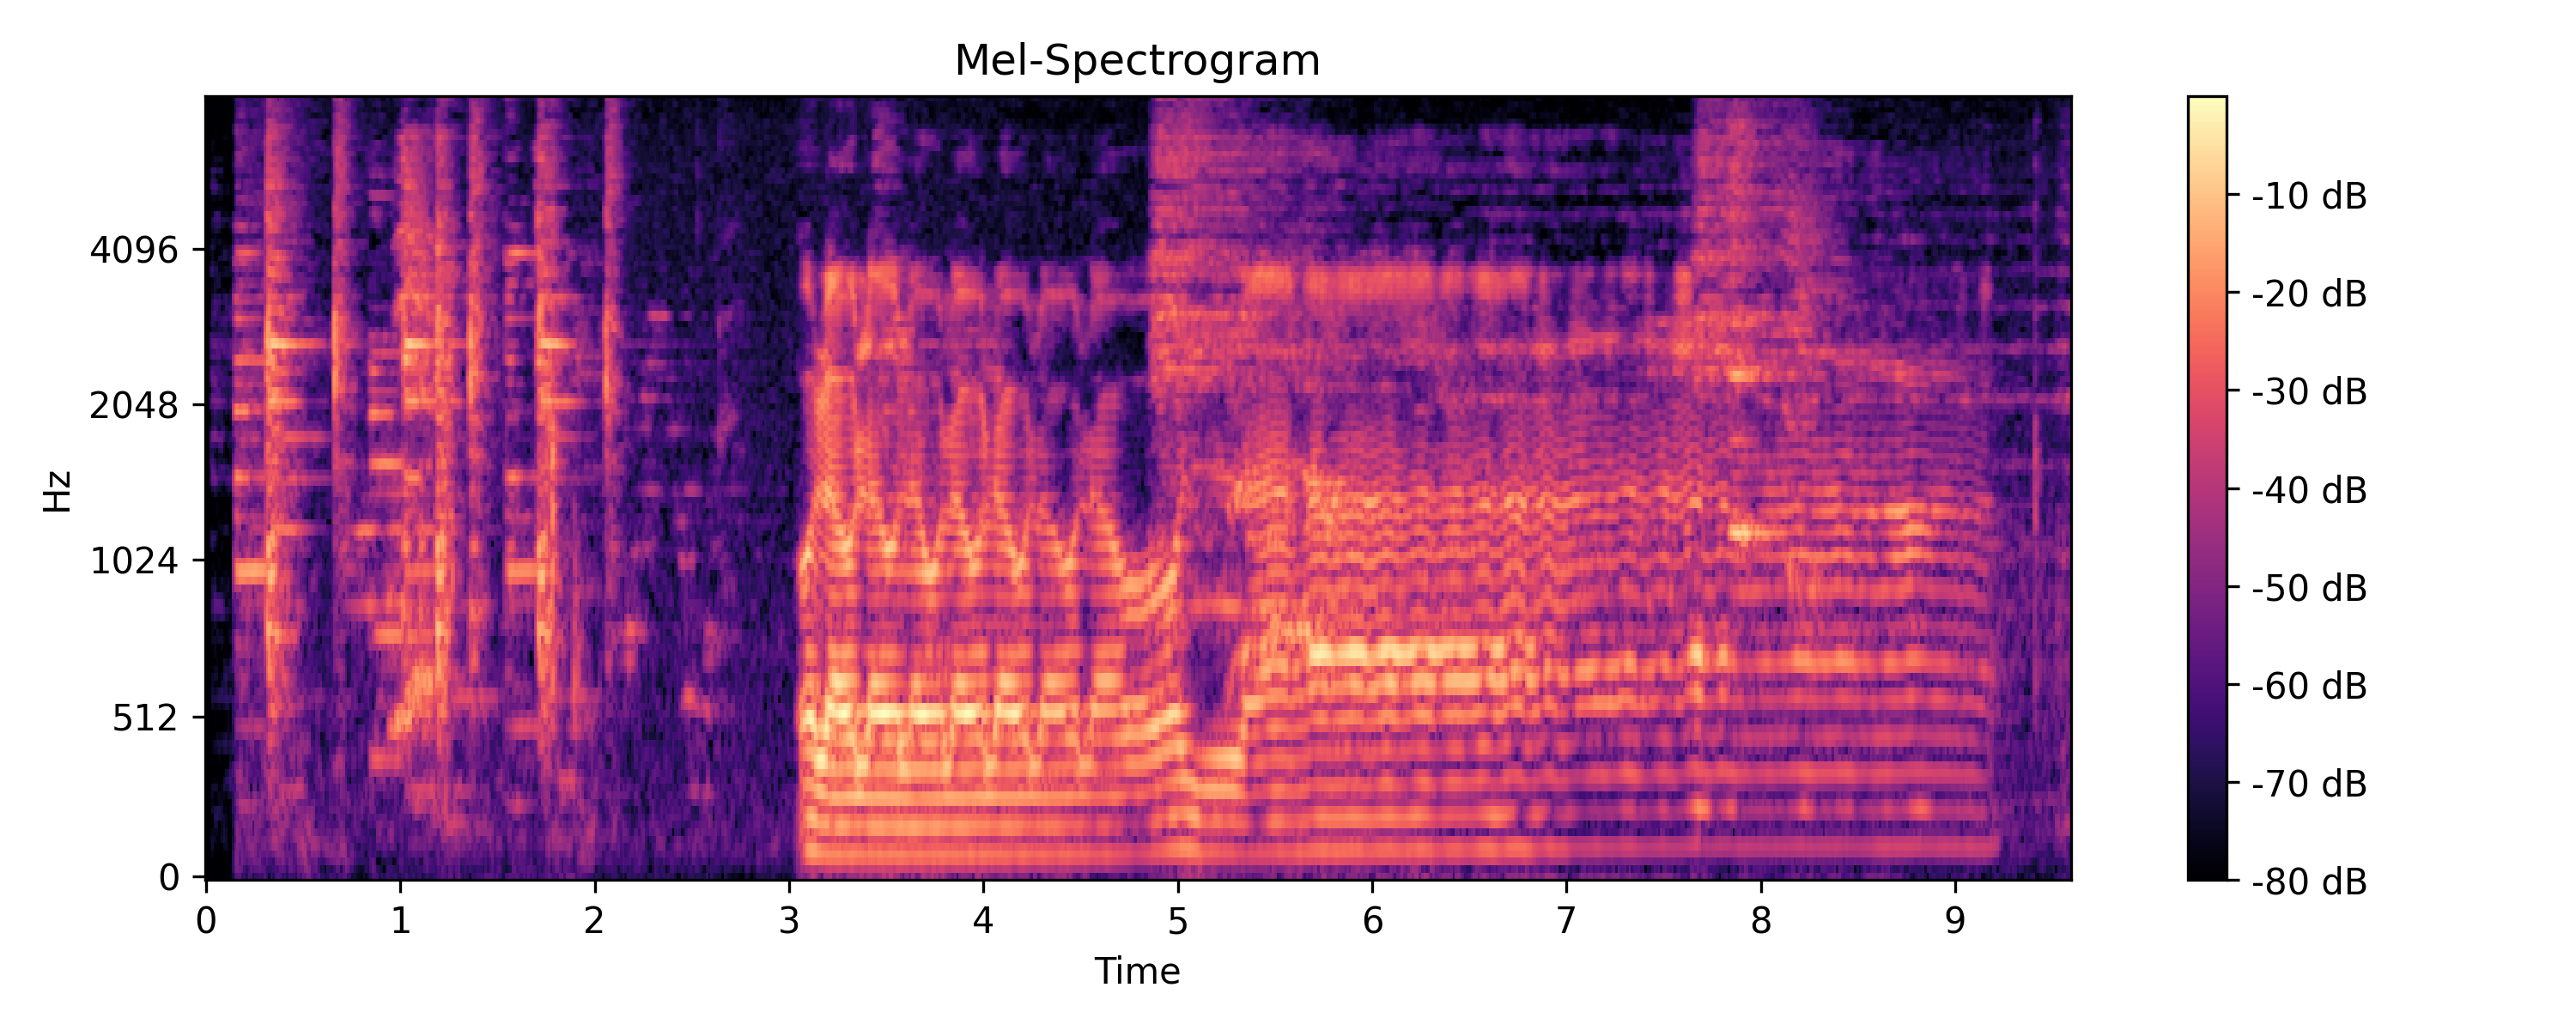 Mel-Spectrogram
Hz
4096
2048
1024
512
0
0 1 2 3 4 5 6 7 8 9
Time
-10 dB
-20 dB
-30 dB
-40 dB
-50 dB
-60 dB
-70 dB
-80 dB